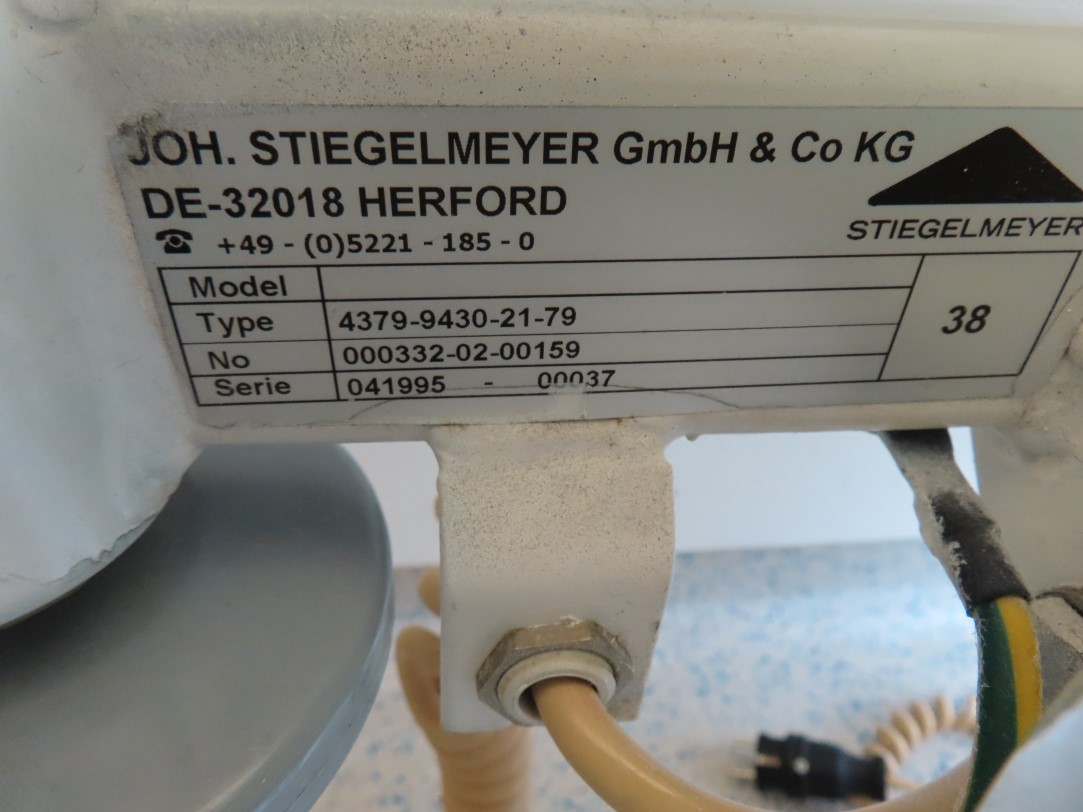 JOH. STIEGELMEYER GmbH & Co KG
DE-32018 HERFORD
☎ +49 - (0)5221 - 185 - 0
STIEGELMEYER
Model
Type 4379-9430-21-79
No 000332-02-00159
Serie 041995 - 00037
38